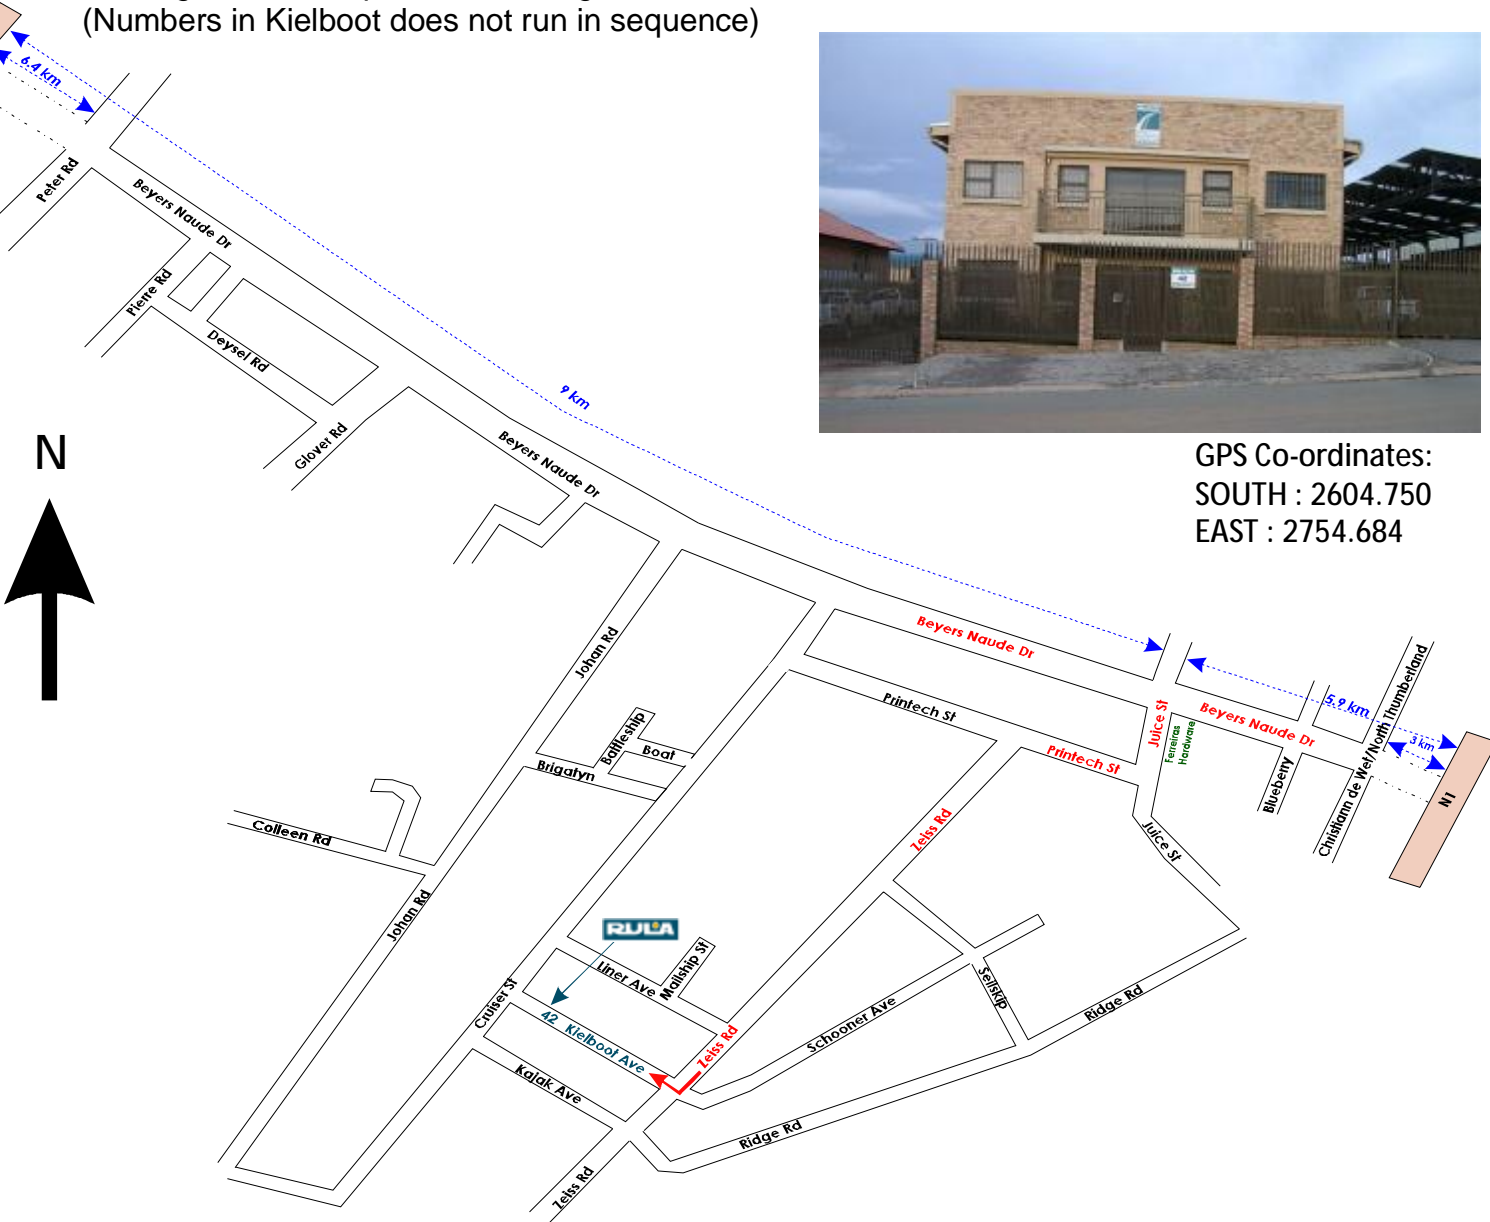 (Numbers in Kielboot does not run in sequence)
6.4 km
Peter Rd
Beyers Naude Dr
Pierre Rd
Deysel Rd
Glover Rd
9 km
Beyers Naude Dr
N
GPS Co-ordinates:
SOUTH : 2604.750
EAST : 2754.684
Johan Rd
Beyers Naude Dr
Printech St
Printech St
Juice St
Ferreiras
Hardware
Beyers Naude Dr
5.9 km
3 km
Christiann de Wet/North Thumberland
N1
Blueberry
Juice St
Battleship
Boat
Brigatyn
Colleen Rd
Johan Rd
Zeiss Rd
RULA
Liner Ave
Mailship St
Cruiser St
42 Kielboot Ave
Zeiss Rd
Kajak Ave
Schooner Ave
Sellskip
Ridge Rd
Ridge Rd
Zeiss Rd